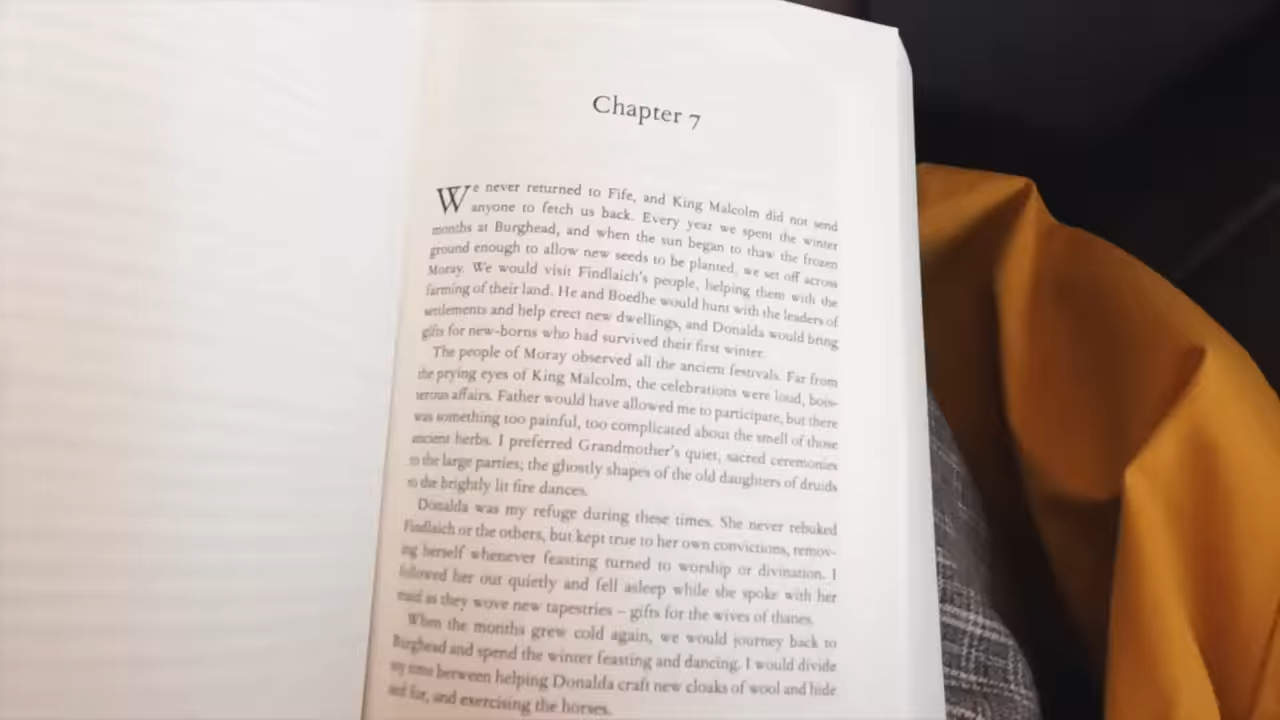 Chapter 7
We never returned to Fife, and King Malcolm did not send
anyone to fetch us back. Every year we spent the winter
months at Burghead, and when the sun began to thaw the frozen
ground enough to allow new seeds to be planted, we set off across
Moray. We would visit Findlaich's people, helping them with the
farming of their land. He and Boedhe would hunt with the leaders of
settlements and help erect new dwellings, and Donalda would bring
gifts for new-borns who had survived their first winter.
The people of Moray observed all the ancient festivals. Far from
the prying eyes of King Malcolm, the celebrations were loud, bois-
terous affairs. Father would have allowed me to participate, but there
was something too painful, too complicated about the smell of those
ancient herbs. I preferred Grandmother's quiet, sacred ceremonies
to the large parties; the ghostly shapes of the old daughters of druids
to the brightly lit fire dances.
Donalda was my refuge during these times. She never rebuked
Findlaich or the others, but kept true to her own convictions, remov-
ing herself whenever feasting turned to worship or divination. I
followed her out quietly and fell asleep while she spoke with her
maid as they wove new tapestries – gifts for the wives of thanes.
When the months grew cold again, we would journey back to
Burghead and spend the winter feasting and dancing. I would divide
my time between helping Donalda craft new cloaks of wool and hide
and fur, and exercising the horses.